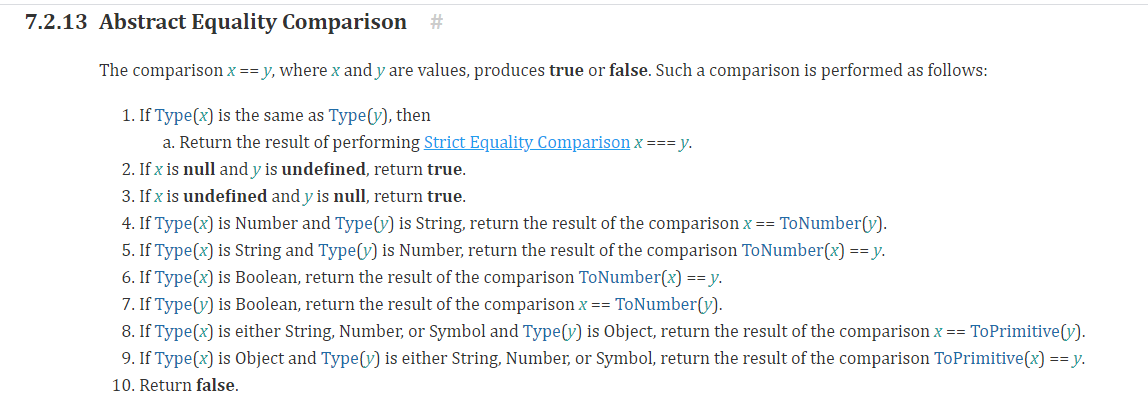 7.2.13 Abstract Equality Comparison #
The comparison x == y, where x and y are values, produces true or false. Such a comparison is performed as follows:
1. If Type(x) is the same as Type(y), then
a. Return the result of performing Strict Equality Comparison x === y.
2. If x is null and y is undefined, return true.
3. If x is undefined and y is null, return true.
4. If Type(x) is Number and Type(y) is String, return the result of the comparison x == ToNumber(y).
5. If Type(x) is String and Type(y) is Number, return the result of the comparison ToNumber(x) == y.
6. If Type(x) is Boolean, return the result of the comparison ToNumber(x) == y.
7. If Type(y) is Boolean, return the result of the comparison x == ToNumber(y).
8. If Type(x) is either String, Number, or Symbol and Type(y) is Object, return the result of the comparison x == ToPrimitive(y).
9. If Type(x) is Object and Type(y) is either String, Number, or Symbol, return the result of the comparison ToPrimitive(x) == y.
10. Return false.